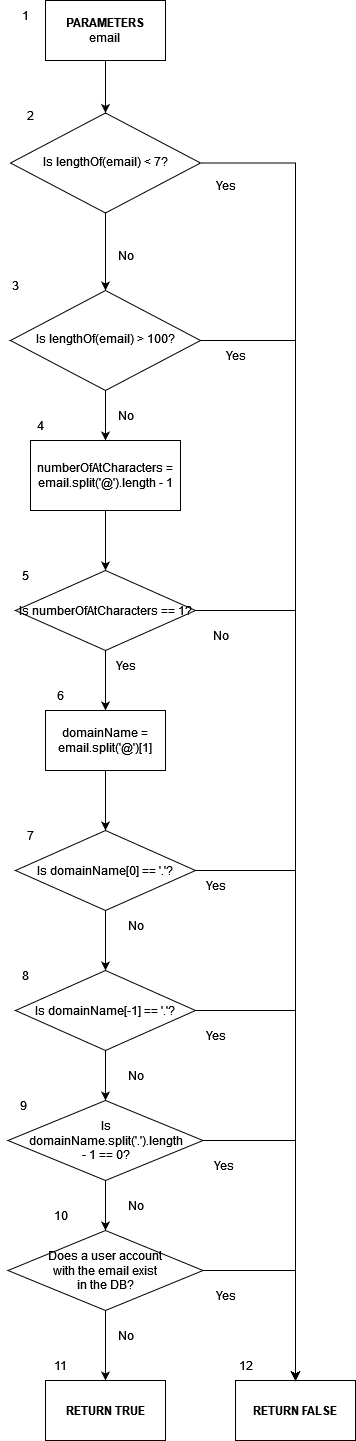 1
PARAMETERS
email
2
Is lengthOf(email) < 7?
Yes
No
3
Is lengthOf(email) > 100?
Yes
No
4
numberOfAtCharacters =
email.split('@').length - 1
5
Is numberOfAtCharacters == 1?
No
Yes
6
domainName =
email.split('@')[1]
7
Is domainName[0] == '.'?
Yes
No
8
Is domainName[-1] == '.'?
Yes
No
9
Is
domainName.split('.').length
- 1 == 0?
Yes
No
10
Does a user account
with the email exist
in the DB?
Yes
No
11
RETURN TRUE
12
RETURN FALSE